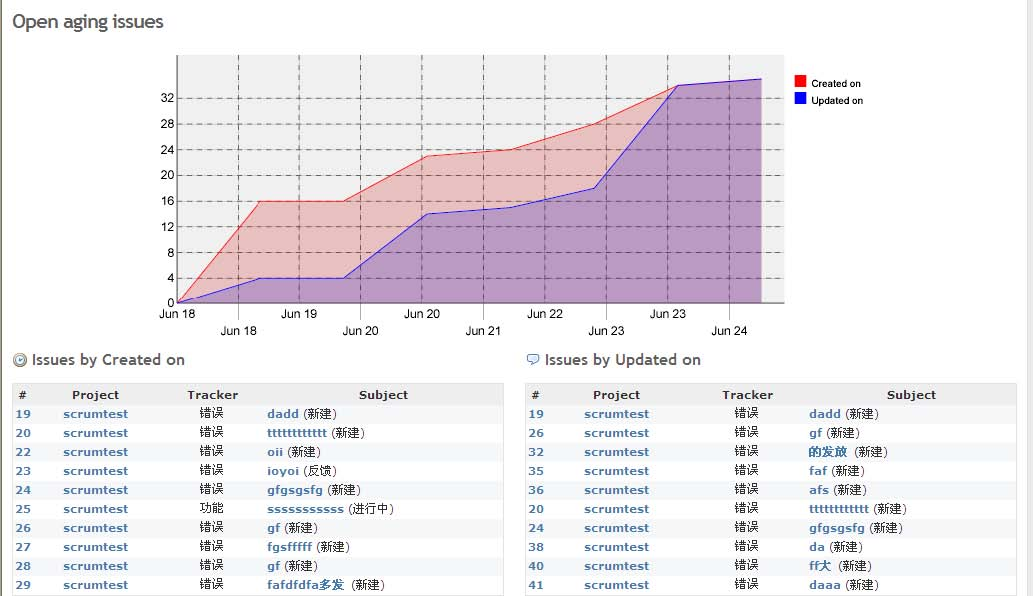 Open aging issues
Created on
Updated on
32
28
24
20
16
12
8
4
0
Jun 18 Jun 19 Jun 20 Jun 22 Jun 23
Jun 18 Jun 20 Jun 21 Jun 23 Jun 24
Issues by Created on
# Project Tracker Subject
19 scrumtest 错误 dadd (新建)
20 scrumtest 错误 tttttttttttt (新建)
22 scrumtest 错误 oii (新建)
23 scrumtest 错误 ioyoi (反馈)
24 scrumtest 错误 gfgsgsfg (新建)
25 scrumtest 功能 sssssssssss (进行中)
26 scrumtest 错误 gf (新建)
27 scrumtest 错误 fgsfffff (新建)
28 scrumtest 错误 gf (新建)
29 scrumtest 错误 fafdfdfa多发 (新建)
Issues by Updated on
# Project Tracker Subject
19 scrumtest 错误 dadd (新建)
26 scrumtest 错误 gf (新建)
32 scrumtest 错误 的发放 (新建)
35 scrumtest 错误 faf (新建)
36 scrumtest 错误 afs (新建)
20 scrumtest 错误 tttttttttttt (新建)
24 scrumtest 错误 gfgsgsfg (新建)
38 scrumtest 错误 da (新建)
40 scrumtest 错误 ff大 (新建)
41 scrumtest 错误 daaa (新建)